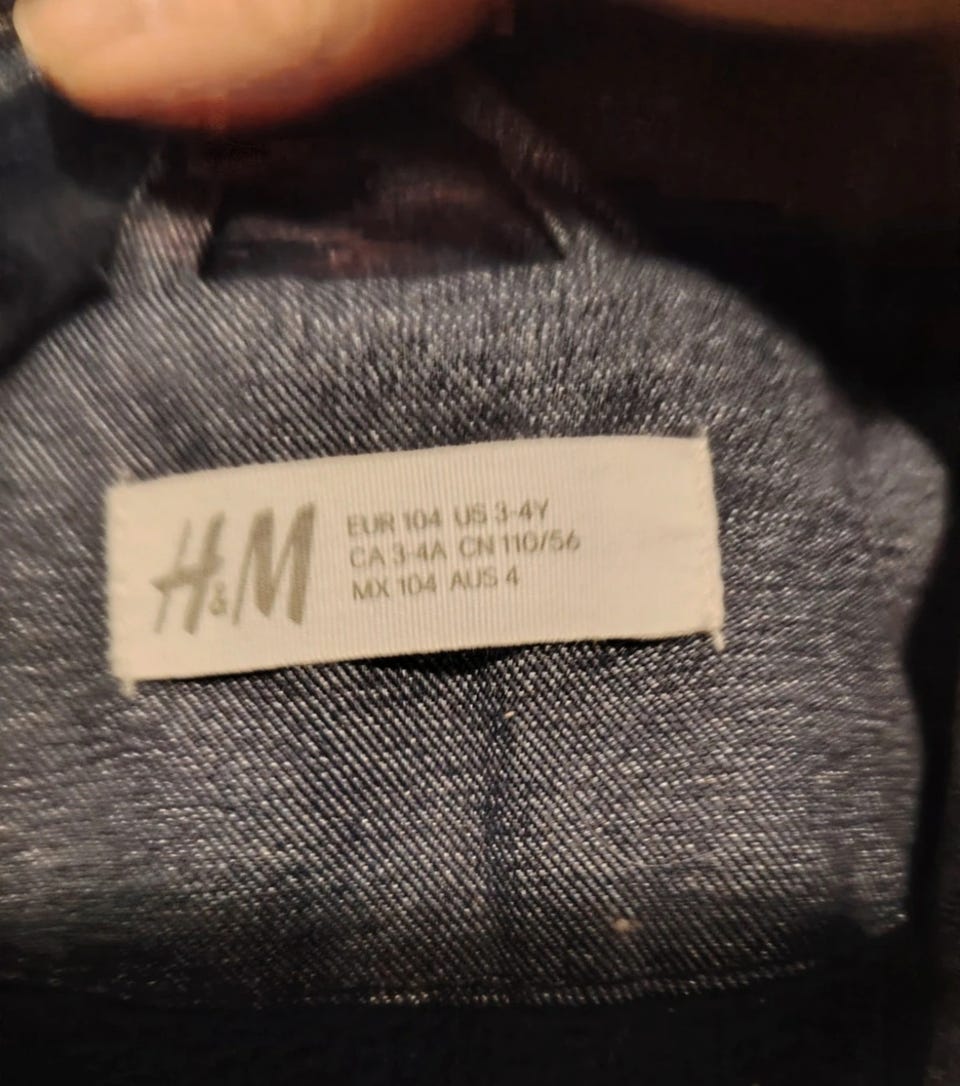 H&M
EUR 104 US 3-4Y
CA 3-4A CN 110/56
MX 104 AUS 4